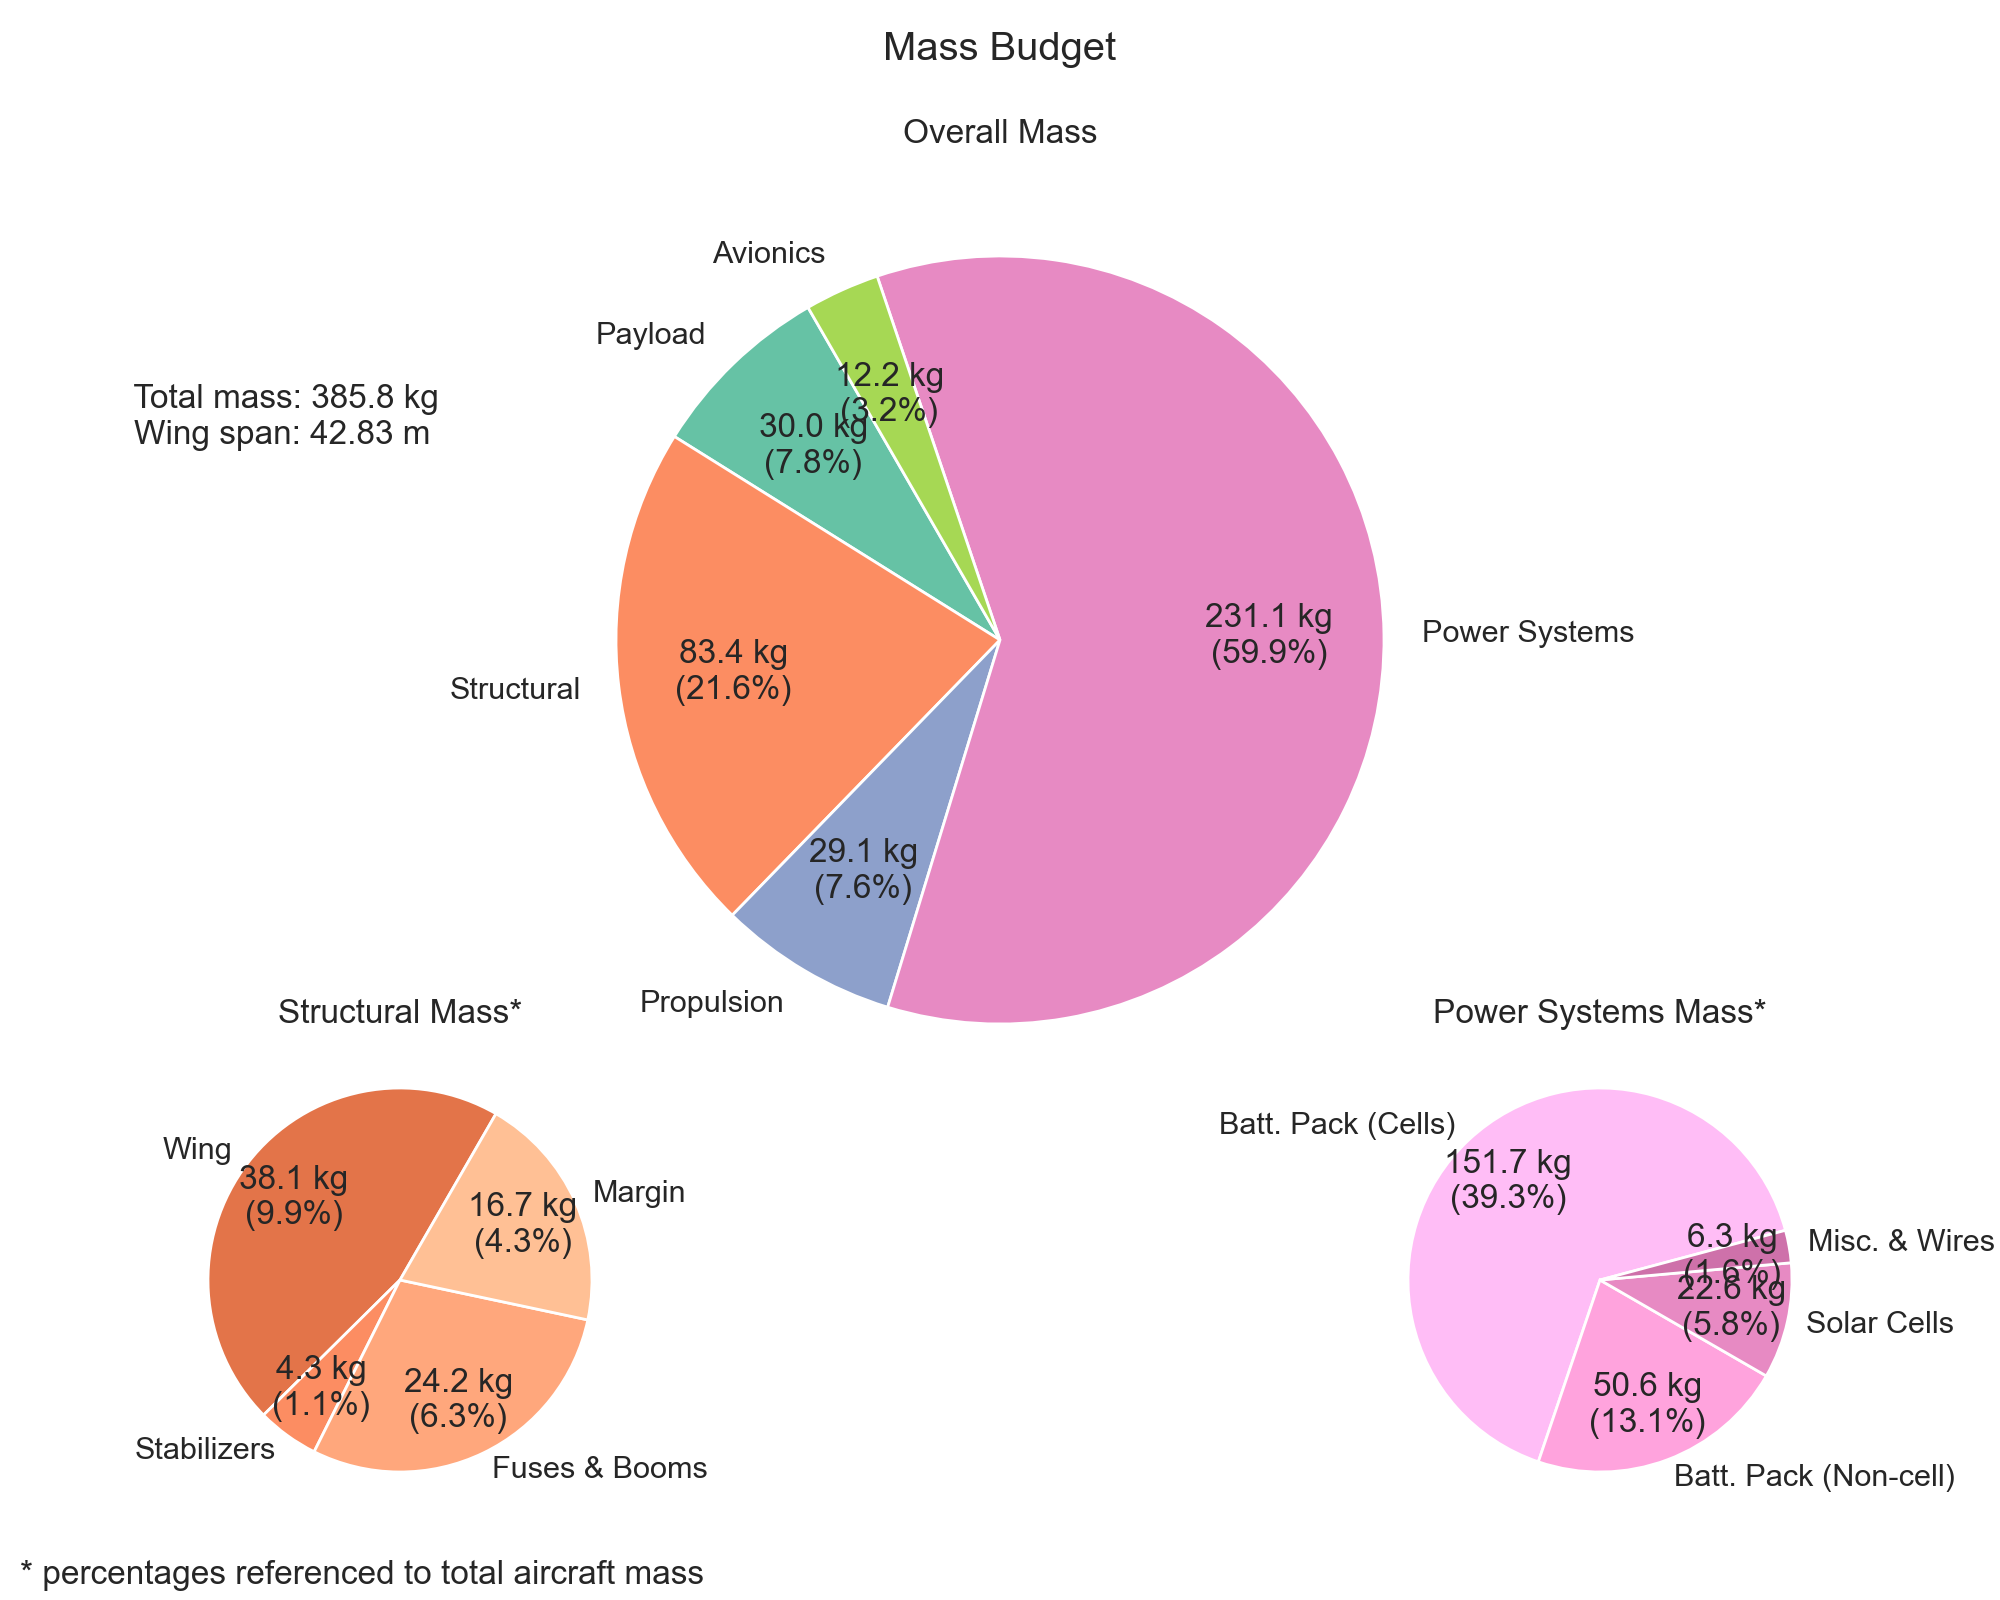 Mass Budget
Overall Mass
Avionics
Payload
12.2 kg
(3.2%)
Total mass: 385.8 kg
Wing span: 42.83 m
30.0 kg
(7.8%)
231.1 kg
(59.9%)
Power Systems
83.4 kg
(21.6%)
Structural
29.1 kg
(7.6%)
Propulsion
Structural Mass*
Wing
38.1 kg
(9.9%)
16.7 kg
(4.3%)
Margin
4.3 kg
(1.1%)
24.2 kg
(6.3%)
Stabilizers
Fuses & Booms
Power Systems Mass*
Batt. Pack (Cells)
151.7 kg
(39.3%)
6.3 kg
(1.6%)
Misc. & Wires
22.6 kg
(5.8%)
Solar Cells
50.6 kg
(13.1%)
Batt. Pack (Non-cell)
* percentages referenced to total aircraft mass